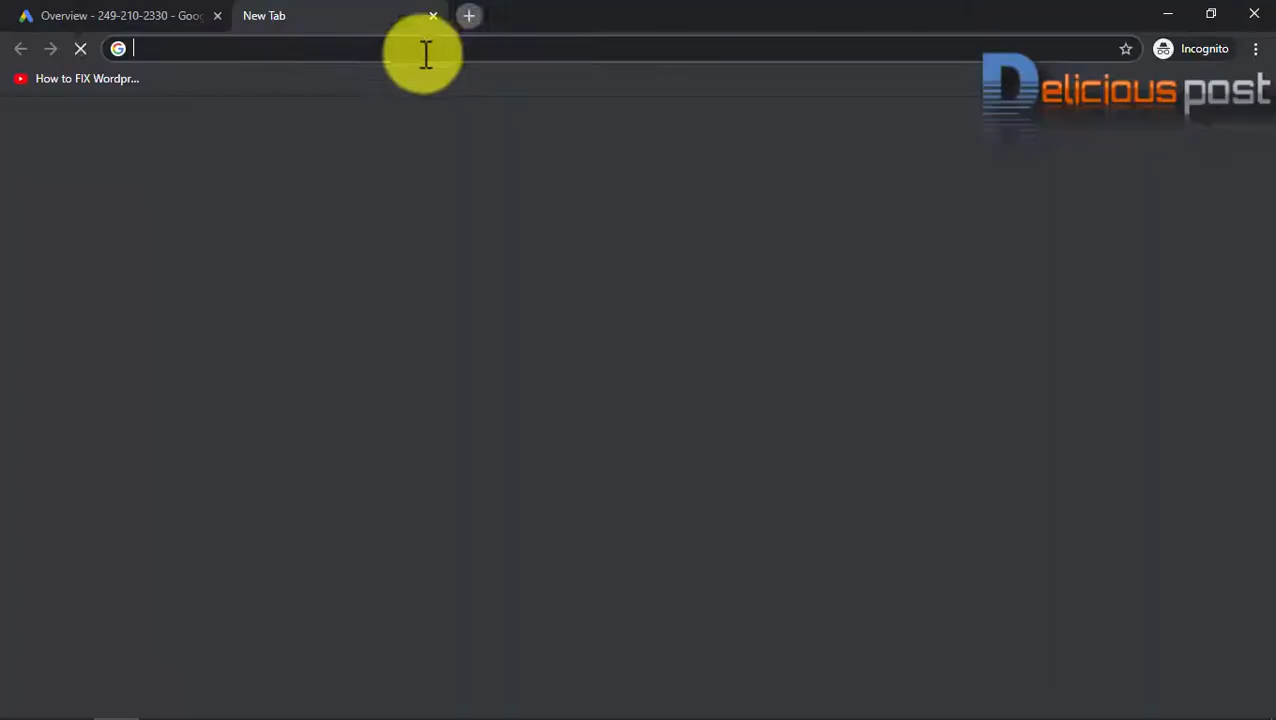 Overview - 249-210-2330 - Goog
New Tab
Incognito
How to FIX Wordpr...
Delicious post